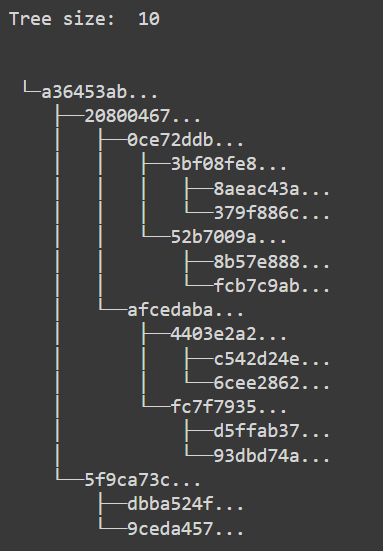 Tree size:  10
└─a36453ab...
   ├──20800467...
   │  ├──0ce72ddb...
   │  │  ├──3bf08fe8...
   │  │  │  ├──8aeac43a...
   │  │  │  └──379f886c...
   │  │  └──52b7009a...
   │  │     ├──8b57e888...
   │  │     └──fcb7c9ab...
   │  └──afcedaba...
   │     ├──4403e2a2...
   │     │  ├──c542d24e...
   │     │  └──6cee2862...
   │     └──fc7f7935...
   │        ├──d5ffab37...
   │        └──93dbd74a...
   └──5f9ca73c...
      ├──dbba524f...
      └──9ceda457...